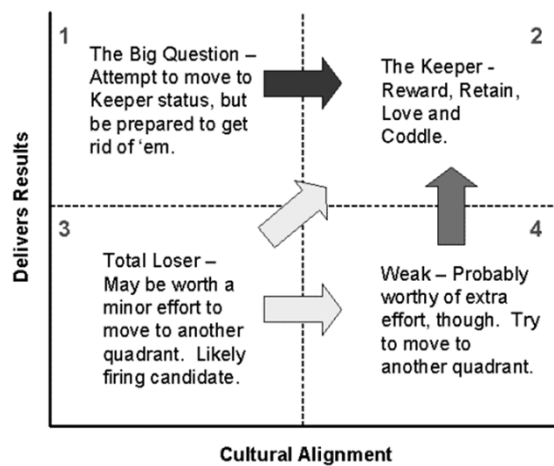 1
The Big Question –
Attempt to move to
Keeper status, but
be prepared to get
rid of ‘em.
2
The Keeper -
Reward, Retain,
Love and
Coddle.
Delivers Results
3
Total Loser –
May be worth a
minor effort to
move to another
quadrant.  Likely
firing candidate.
4
Weak – Probably
worthy of extra
effort, though.  Try
to move to
another quadrant.
Cultural Alignment